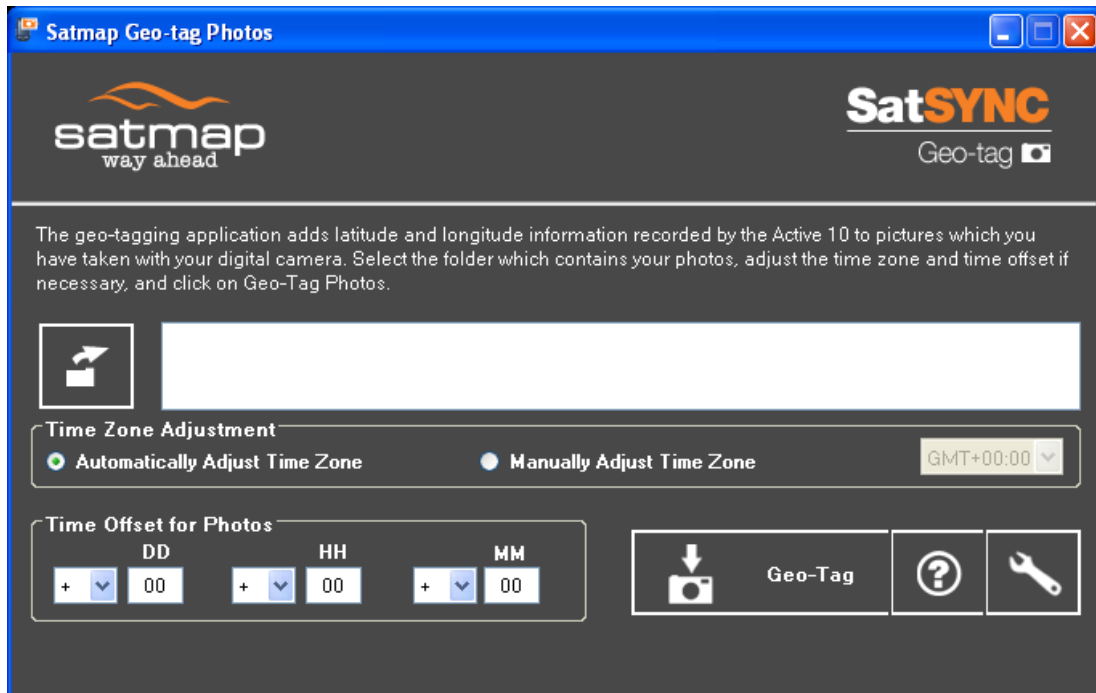 Satmap Geo-tag Photos
satmap
way ahead
SatSYNC
Geo-tag
The geo-tagging application adds latitude and longitude information recorded by the Active 10 to pictures which you
have taken with your digital camera. Select the folder which contains your photos, adjust the time zone and time offset if
necessary, and click on Geo-Tag Photos.
Time Zone Adjustment
Automatically Adjust Time Zone Manually Adjust Time Zone GMT+00:00
Time Offset for Photos
DD HH MM
+ 00 + 00 + 00
Geo-Tag ?